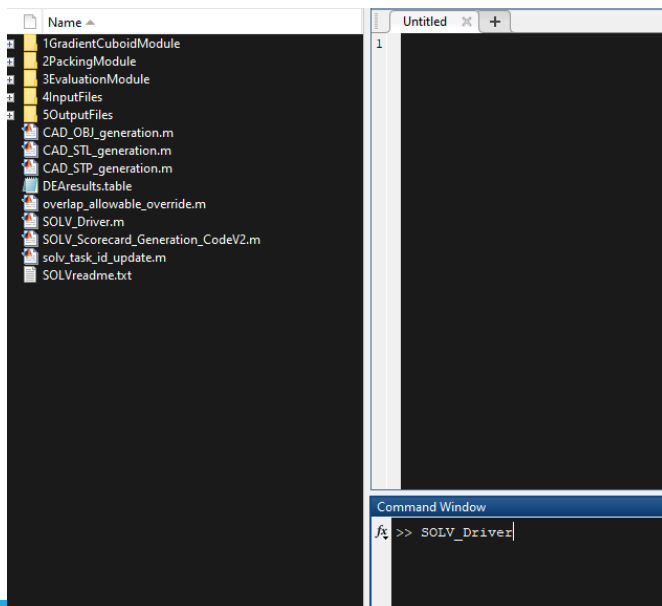 Name
1GradientCuboidModule
2PackingModule
3EvaluationModule
4InputFiles
5OutputFiles
CAD_OBJ_generation.m
CAD_STL_generation.m
CAD_STP_generation.m
DEAresults.table
overlap_allowable_override.m
SOLV_Driver.m
SOLV_Scorecard_Generation_CodeV2.m
solv_task_id_update.m
SOLVreadme.txt
Untitled
1
Command Window
fx >> SOLV_Driver